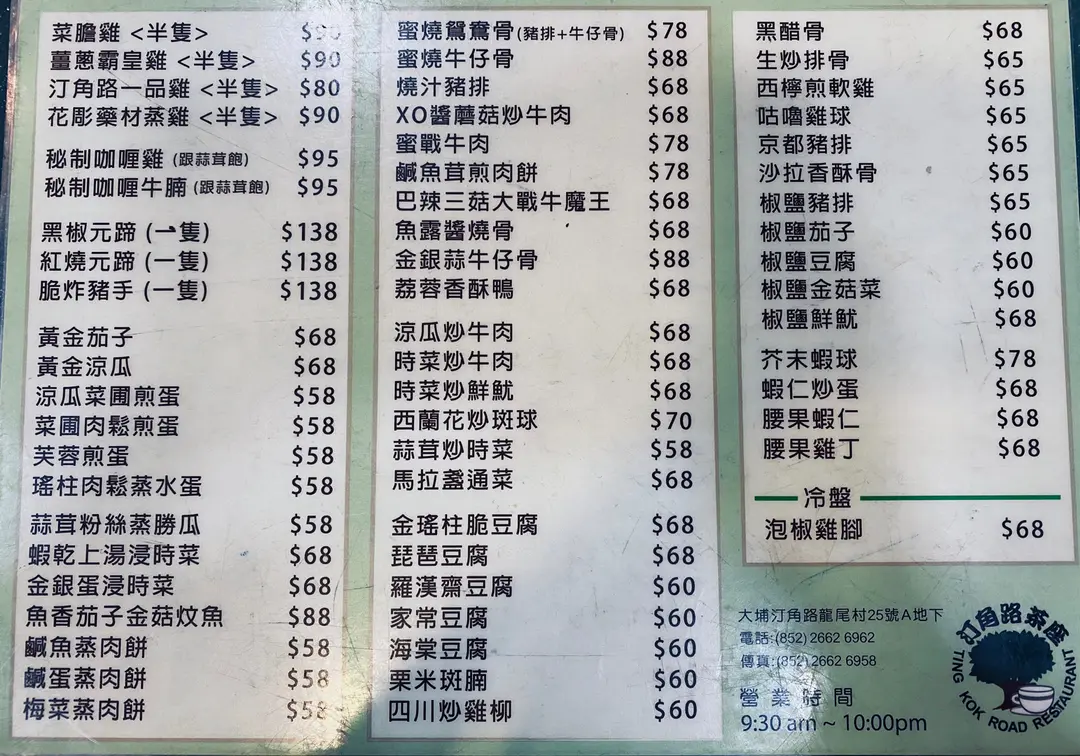 菜膽雞 <半隻> $90
薑蔥霸皇雞 <半隻> $90
汀角路一品雞 <半隻> $80
花彫藥材蒸雞 <半隻> $90
秘制咖喱雞 (跟蒜茸飽) $95
秘制咖喱牛腩 (跟蒜茸飽) $95
黑椒元蹄 (一隻) $138
紅燒元蹄 (一隻) $138
脆炸豬手 (一隻) $138
黃金茄子 $68
黃金涼瓜 $68
涼瓜菜圃煎蛋 $58
菜圃肉鬆煎蛋 $58
芙蓉煎蛋 $58
瑤柱肉鬆蒸水蛋 $58
蒜茸粉絲蒸勝瓜 $58
蝦乾上湯浸時菜 $68
金銀蛋浸時菜 $68
魚香茄子金菇炆魚 $88
鹹魚蒸肉餅 $58
鹹蛋蒸肉餅 $58
梅菜蒸肉餅 $58
蜜燒鴛鴦骨(豬排+牛仔骨) $78
蜜燒牛仔骨 $88
燒汁豬排 $68
XO醬蘑菇炒牛肉 $68
蜜戰牛肉 $78
鹹魚茸煎肉餅 $78
巴辣三菇大戰牛魔王 $68
魚露醬燒骨 $68
金銀蒜牛仔骨 $88
荔蓉香酥鴨 $68
涼瓜炒牛肉 $68
時菜炒牛肉 $68
時菜炒鮮魷 $68
西蘭花炒斑球 $70
蒜茸炒時菜 $58
馬拉盞通菜 $68
金瑤柱脆豆腐 $68
琵琶豆腐 $68
羅漢齋豆腐 $60
家常豆腐 $60
海棠豆腐 $60
栗米斑腩 $60
四川炒雞柳 $60
黑醋骨 $68
生炒排骨 $65
西檸煎軟雞 $65
咕嚕雞球 $65
京都豬排 $65
沙拉香酥骨 $65
椒鹽豬排 $65
椒鹽茄子 $60
椒鹽豆腐 $60
椒鹽金菇菜 $60
椒鹽鮮魷 $68
芥末蝦球 $78
蝦仁炒蛋 $68
腰果蝦仁 $68
腰果雞丁 $68
冷盤
泡椒雞腳 $68
大埔汀角路龍尾村25號A地下
電話:(852) 2662 6962
傳真:(852) 2662 6958
營業時間
9:30 am ~ 10:00pm
汀角路茶座
TING KOK ROAD RESTAURANT